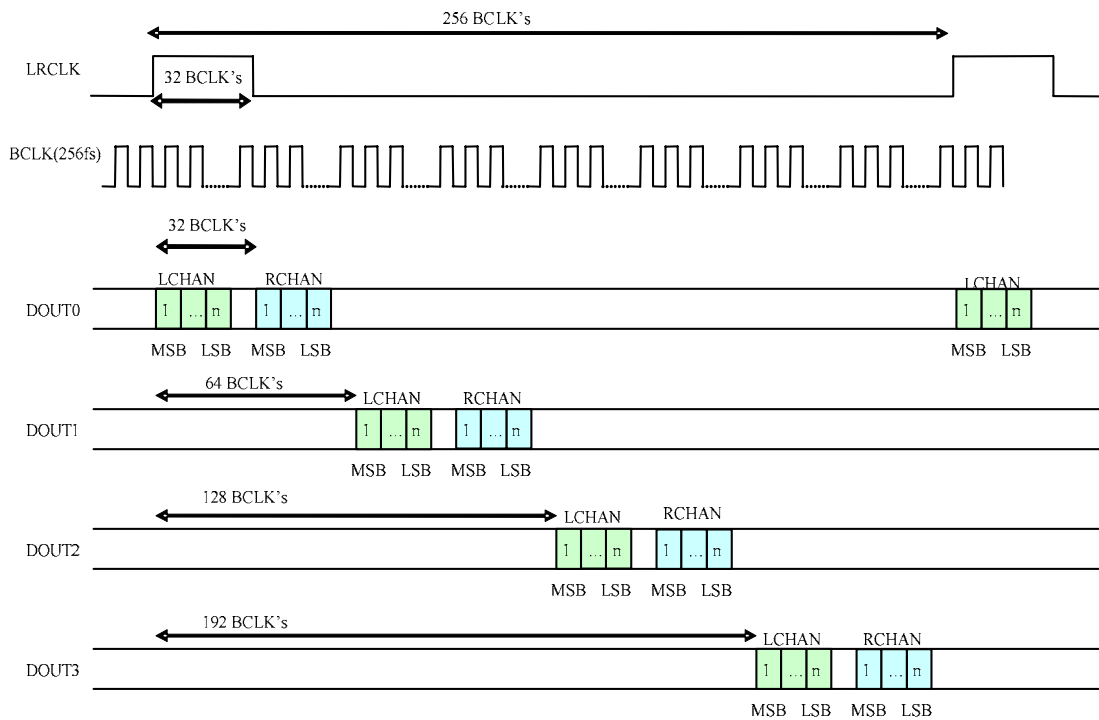 256 BCLK's
LRCLK
32 BCLK's
BCLK(256fs)
32 BCLK's
LCHAN RCHAN LCHAN
DOUT0 1 ... n 1 ... n 1 ... n
MSB LSB MSB LSB MSB LSB
64 BCLK's
LCHAN RCHAN
DOUT1 1 ... n 1 ... n
MSB LSB MSB LSB
128 BCLK's
LCHAN RCHAN
DOUT2 1 ... n 1 ... n
MSB LSB MSB LSB
192 BCLK's
LCHAN RCHAN
DOUT3 1 ... n 1 ... n
MSB LSB MSB LSB